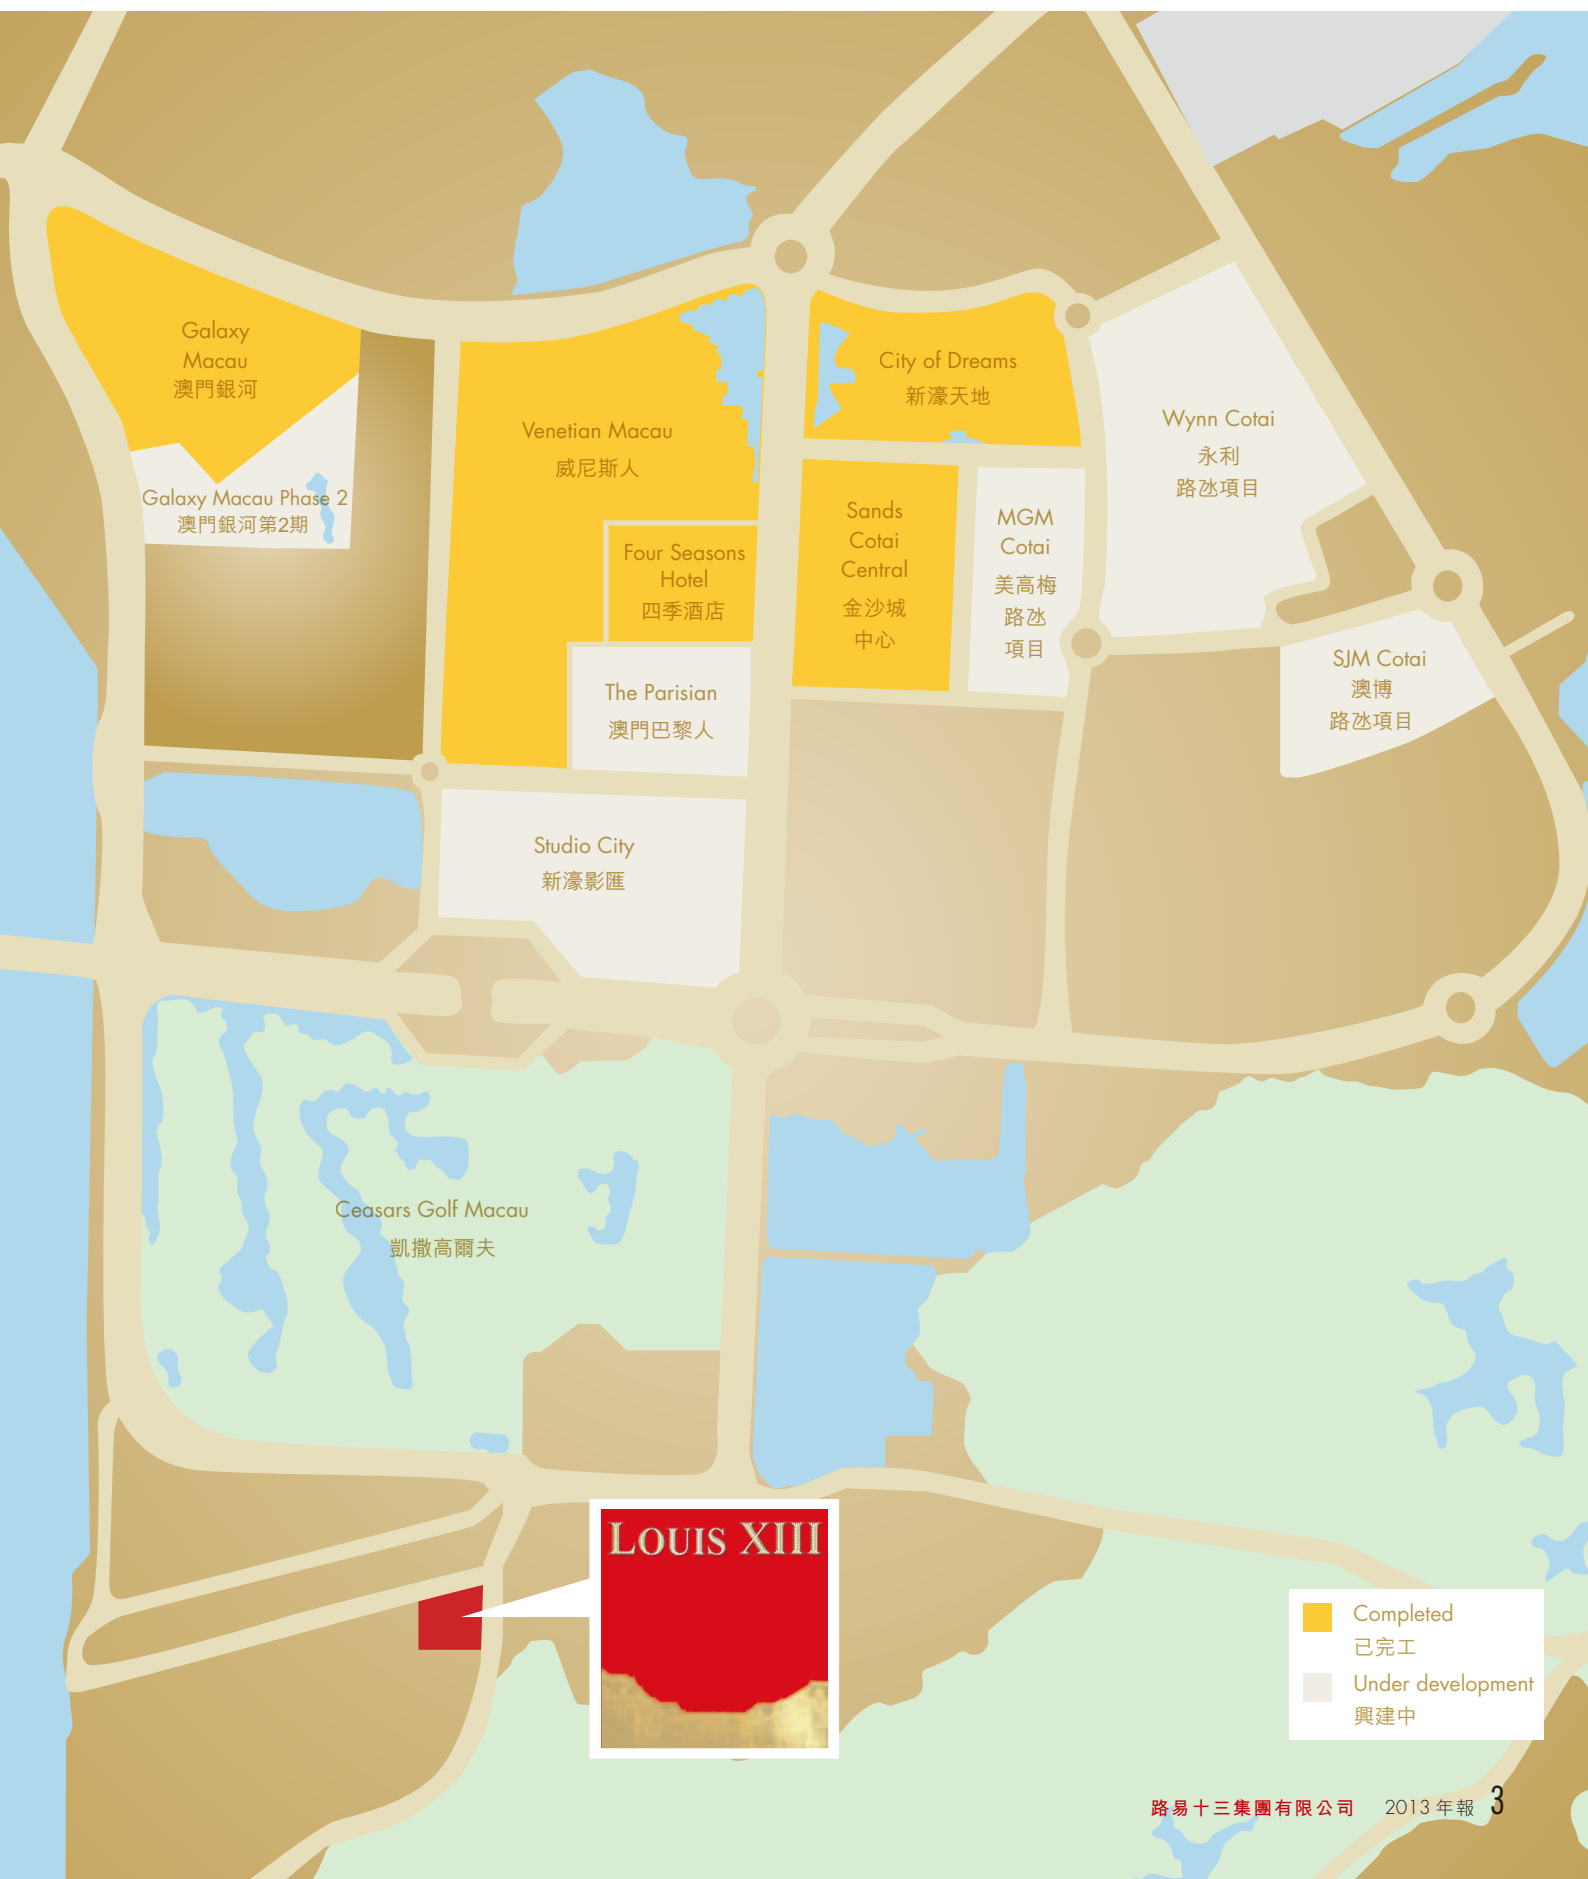 Galaxy
Macau
澳門銀河
Galaxy Macau Phase 2
澳門銀河第2期
Venetian Macau
威尼斯人
Four Seasons
Hotel
四季酒店
The Parisian
澳門巴黎人
Studio City
新濠影匯
City of Dreams
新濠天地
Sands
Cotai
Central
金沙城
中心
MGM
Cotai
美高梅
路氹
項目
Wynn Cotai
永利
路氹項目
SJM Cotai
澳博
路氹項目
Ceasars Golf Macau
凱撒高爾夫
LOUIS XIII
Completed
已完工
Under development
興建中
路易十三集團有限公司 2013 年報 3